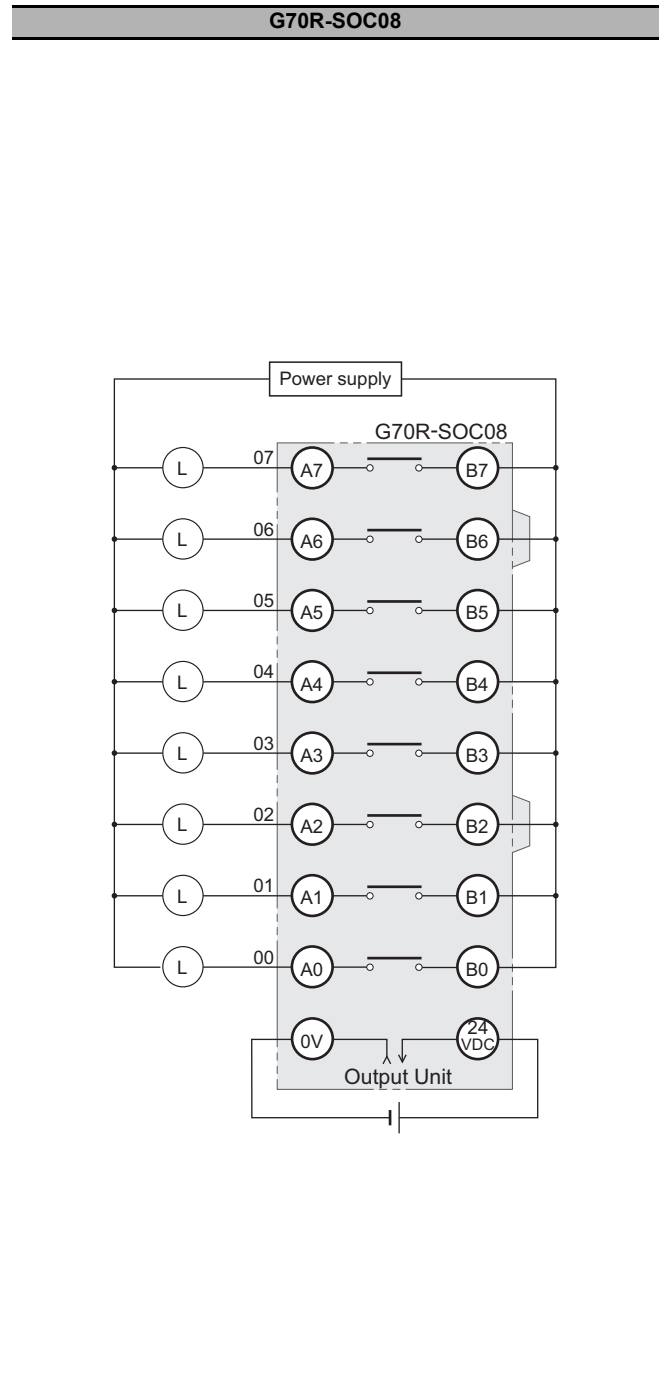 G70R-SOC08
Power supply
G70R-SOC08
L 07 A7 B7
L 06 A6 B6
L 05 A5 B5
L 04 A4 B4
L 03 A3 B3
L 02 A2 B2
L 01 A1 B1
L 00 A0 B0
0V 24
VDC
Output Unit